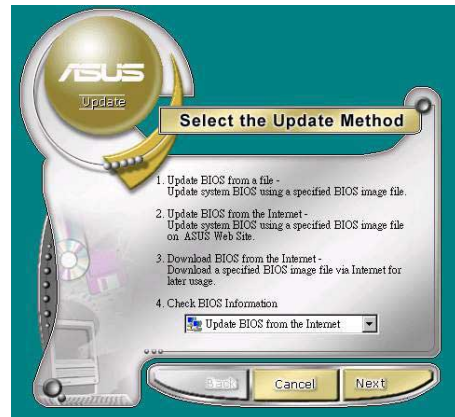 ASUS
Update
Select the Update Method
1. Update BIOS from a file -
Update system BIOS using a specified BIOS image file.
2. Update BIOS from the Internet -
Update system BIOS using a specified BIOS image file
on ASUS Web Site.
3. Download BIOS from the Internet -
Download a specified BIOS image file via Internet for
later usage.
4. Check BIOS Information
Update BIOS from the Internet
Back
Cancel
Next